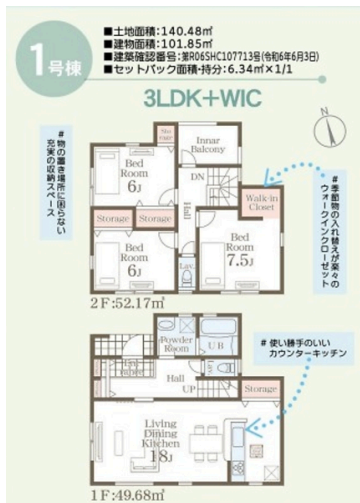 1号棟
■土地面積:140.48㎡
■建物面積:101.85㎡
■建築確認番号:第R06SHC107713号(令和6年6月3日)
■セットバック面積・持分:6.34㎡×1/1
3LDK+WIC
N
#物の置き場所に困らない
充実の収納スペース
Storage
Innar
Balcony
Bed
Room
6J
DN
Hall
Walk-in
Closet
#季節物の入れ替えが楽々の
ウォークインクローゼット
Storage
Storage
Bed
Room
6J
Lav.
Bed
Room
7.5J
2F:52.17㎡
Powder
Room
UB
#使い勝手のいい
カウンターキッチン
Hall
UP
Lav.
Storage
Living
Dining
Kitchen
18J
1F:49.68㎡